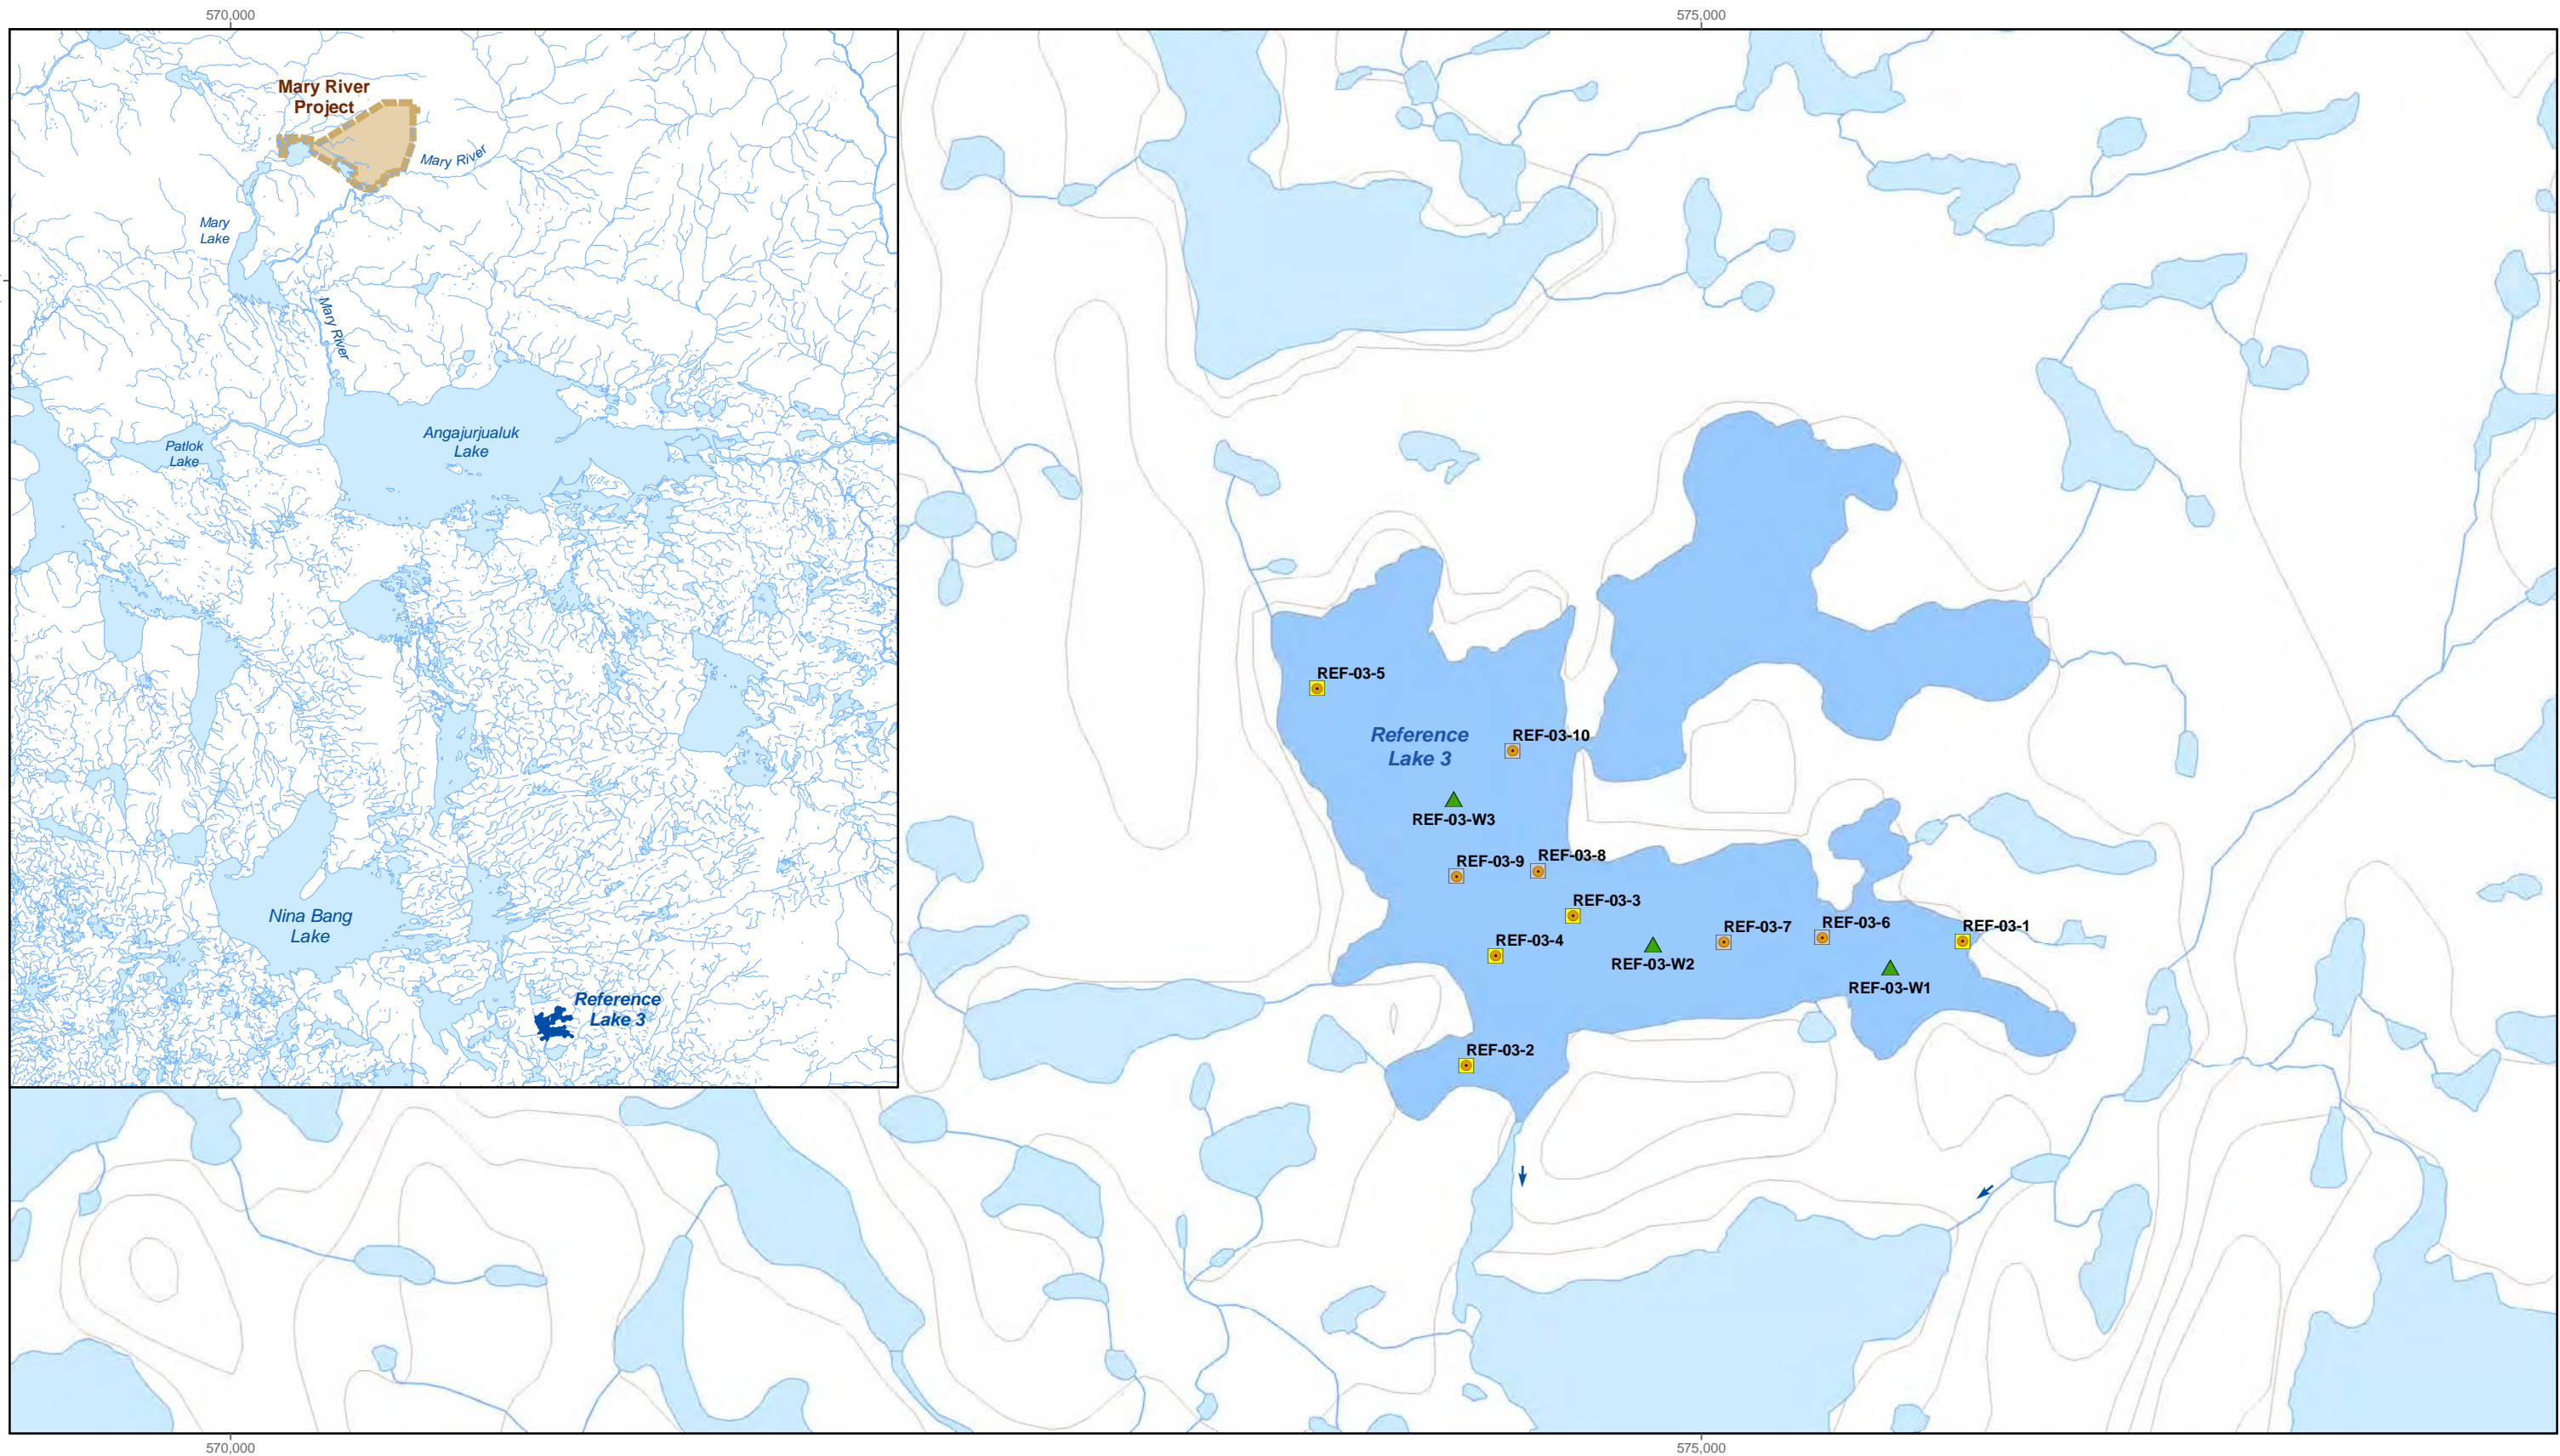 570,000
575,000
Mary River
Project
Mary River
Mary
Lake
Mary River
Angajurjualuk
Lake
Patlok
Lake
Nina Bang
Lake
Reference
Lake 3
REF-03-5
Reference
Lake 3
REF-03-10
REF-03-W3
REF-03-9
REF-03-8
REF-03-3
REF-03-4
REF-03-W2
REF-03-7
REF-03-6
REF-03-1
REF-03-W1
REF-03-2
570,000
575,000